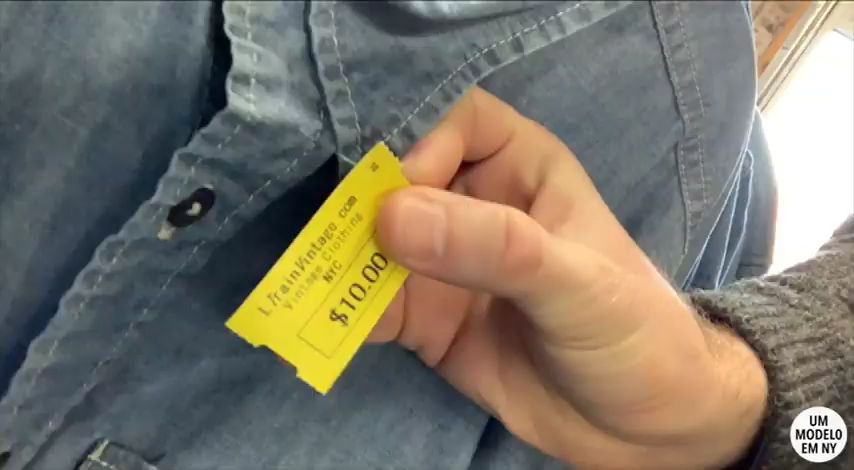 LTrainVintage com
Vintage Clothing
NYC
$10.00
UM
MODELO
EM NY